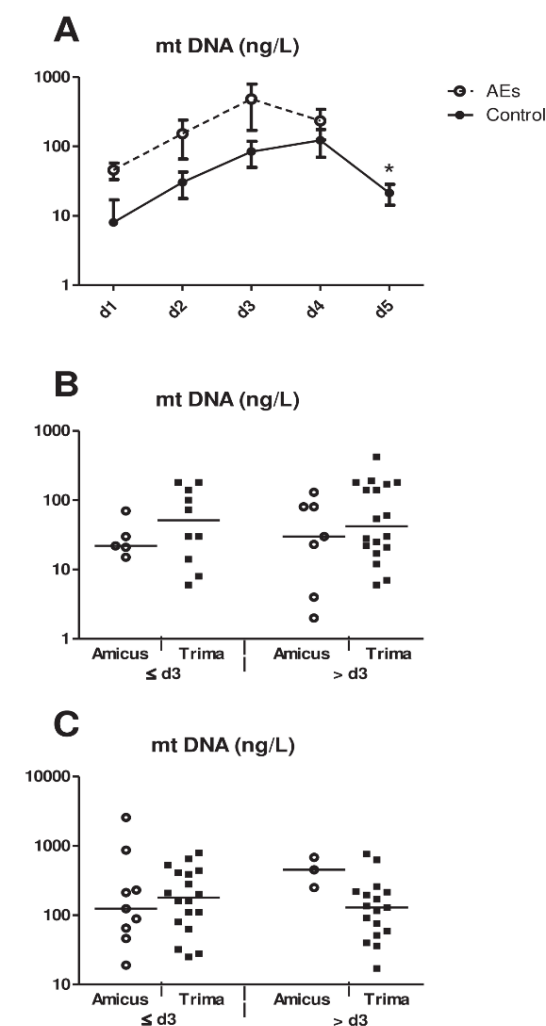 A
mt DNA (ng/L)
1000
100
10
1
d1 d2 d3 d4 d5
*
AEs
Control
B
mt DNA (ng/L)
1000
100
10
1
Amicus Trima Amicus Trima
≤ d3 > d3
C
mt DNA (ng/L)
10000
1000
100
10
Amicus Trima Amicus Trima
≤ d3 > d3